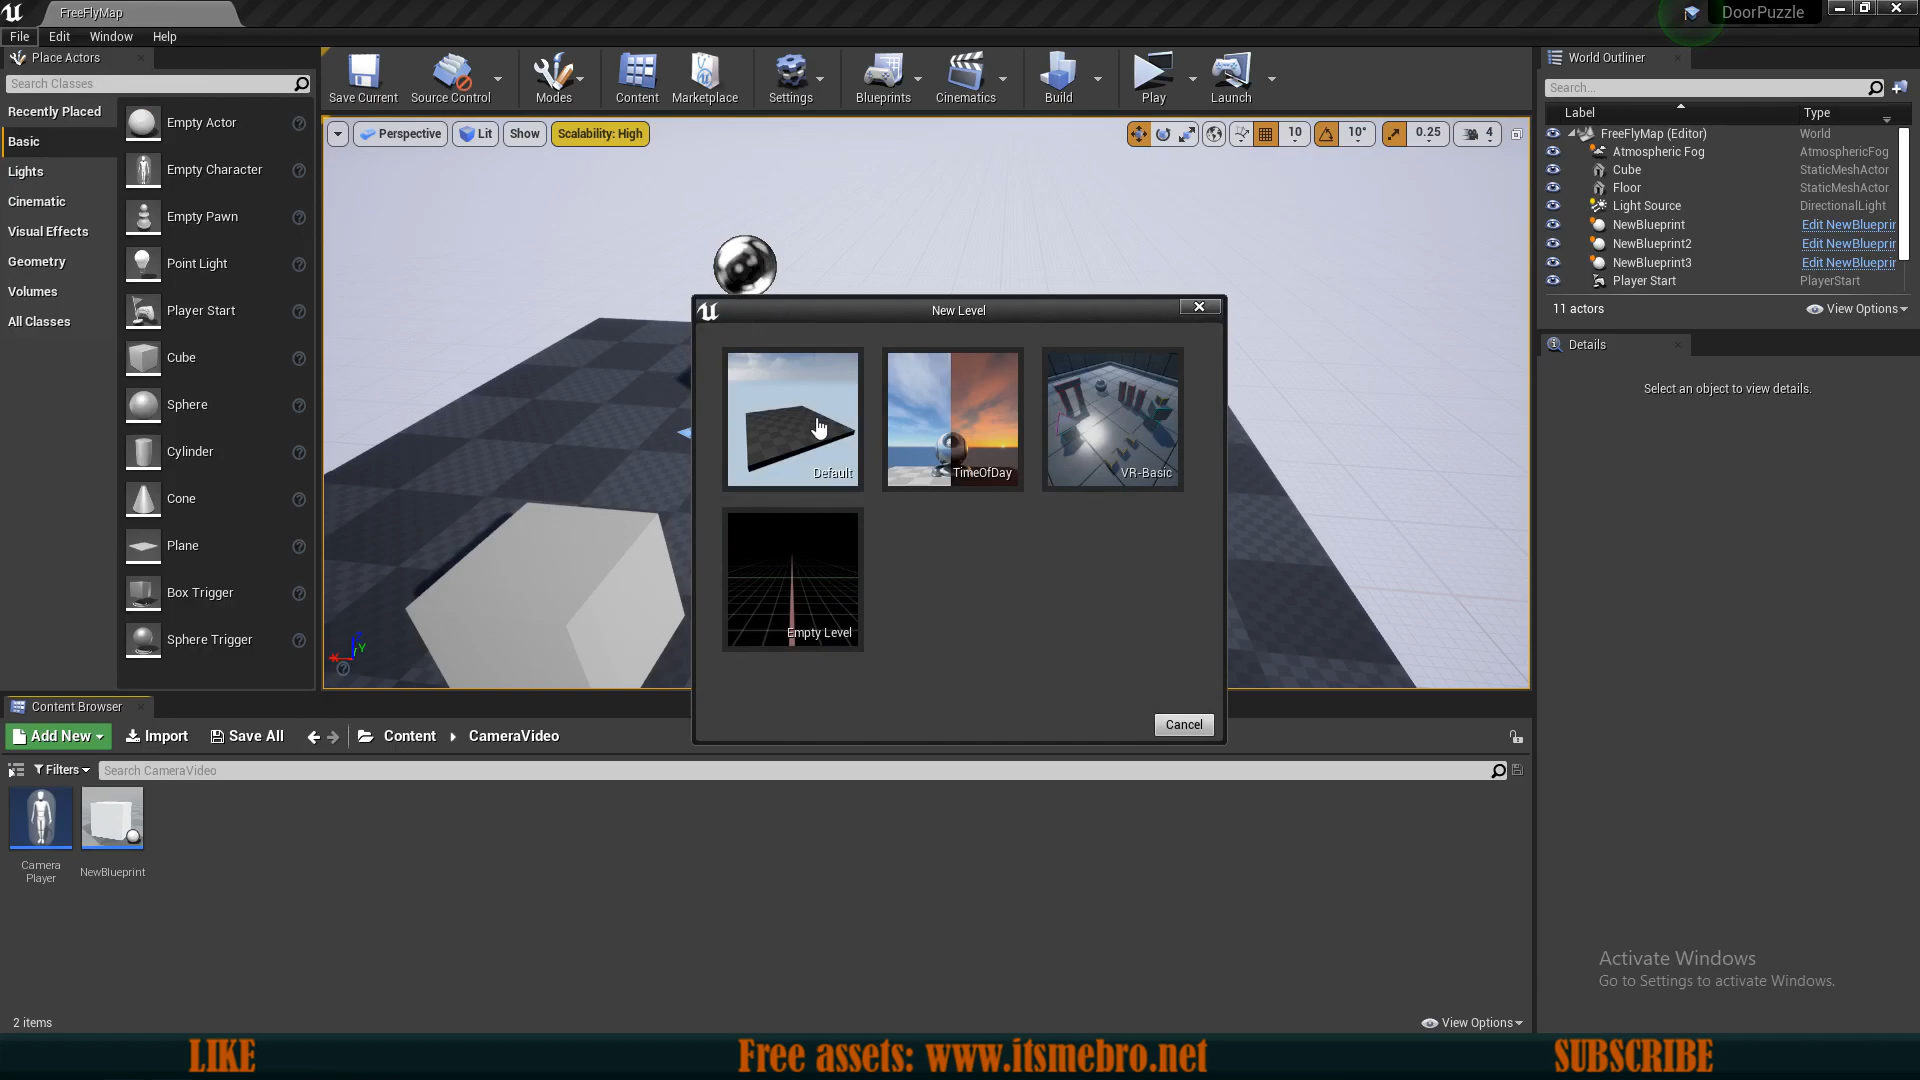 FreeFlyMap
DoorPuzzle
File
Edit
Window
Help
Place Actors
Search Classes
Recently Placed
Basic
Lights
Cinematic
Visual Effects
Geometry
Volumes
All Classes
Empty Actor
Empty Character
Empty Pawn
Point Light
Player Start
Cube
Sphere
Cylinder
Cone
Plane
Box Trigger
Sphere Trigger
Save Current
Source Control
Modes
Content
Marketplace
Settings
Blueprints
Cinematics
Build
Play
Launch
Perspective
Lit
Show
Scalability: High
10
10°
0.25
4
New Level
Default
TimeOfDay
VR-Basic
Empty Level
Cancel
X
Y
World Outliner
Search...
Label
Type
FreeFlyMap (Editor) World
Atmospheric Fog AtmosphericFog
Cube StaticMeshActor
Floor StaticMeshActor
Light Source DirectionalLight
NewBlueprint Edit NewBlueprir
NewBlueprint2 Edit NewBlueprir
NewBlueprint3 Edit NewBlueprir
Player Start PlayerStart
11 actors
View Options
Details
Select an object to view details.
Content Browser
Add New
Import
Save All
Content
CameraVideo
Filters
Search CameraVideo
Camera
Player
NewBlueprint
2 items
View Options
Activate Windows
Go to Settings to activate Windows.
LIKE
Free assets: www.itsmebro.net
SUBSCRIBE